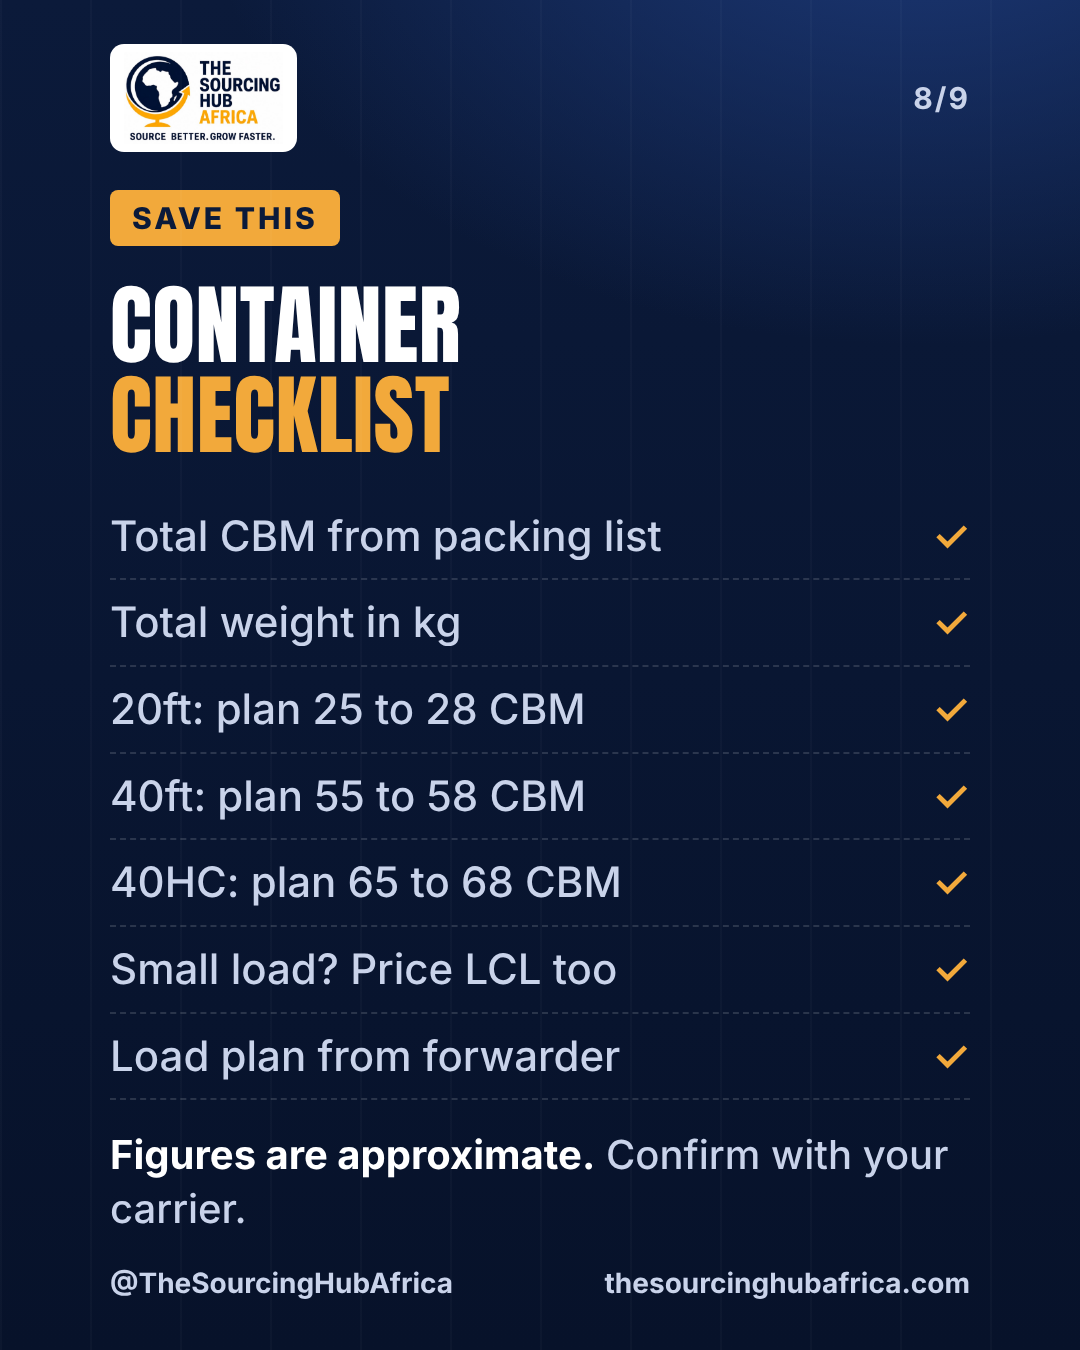 THE
SOURCING
HUB
AFRICA
SOURCE BETTER. GROW FASTER.
8/9
SAVE THIS
CONTAINER
CHECKLIST
Total CBM from packing list
Total weight in kg
20ft: plan 25 to 28 CBM
40ft: plan 55 to 58 CBM
40HC: plan 65 to 68 CBM
Small load? Price LCL too
Load plan from forwarder
Figures are approximate. Confirm with your
carrier.
@TheSourcingHubAfrica
thesourcinghubafrica.com